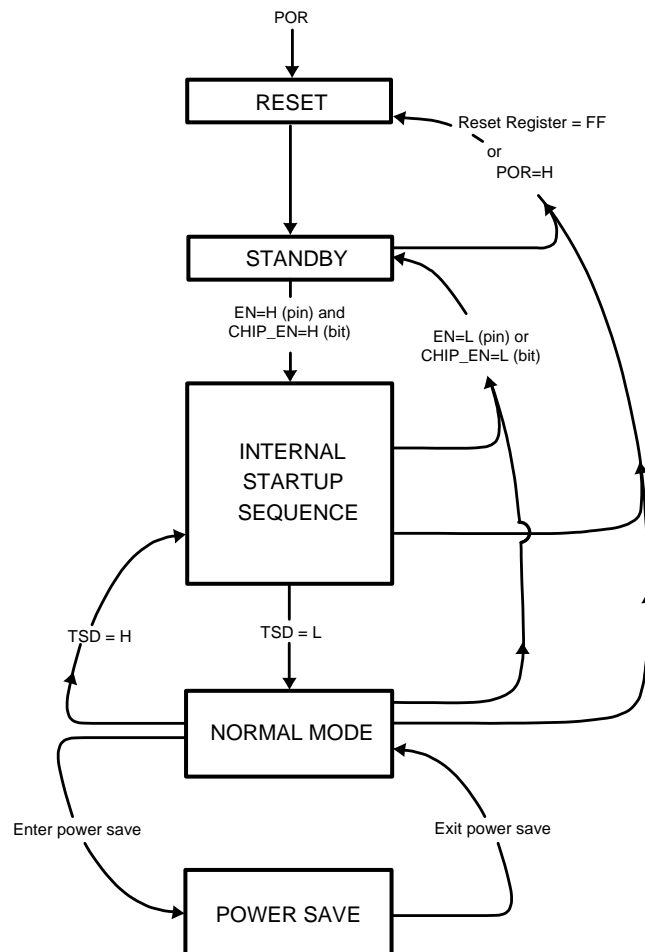 POR
RESET
Reset Register = FF
or
POR=H
STANDBY
EN=H (pin) and
CHIP_EN=H (bit)
EN=L (pin) or
CHIP_EN=L (bit)
INTERNAL
STARTUP
SEQUENCE
TSD = H
TSD = L
NORMAL MODE
Enter power save
Exit power save
POWER SAVE